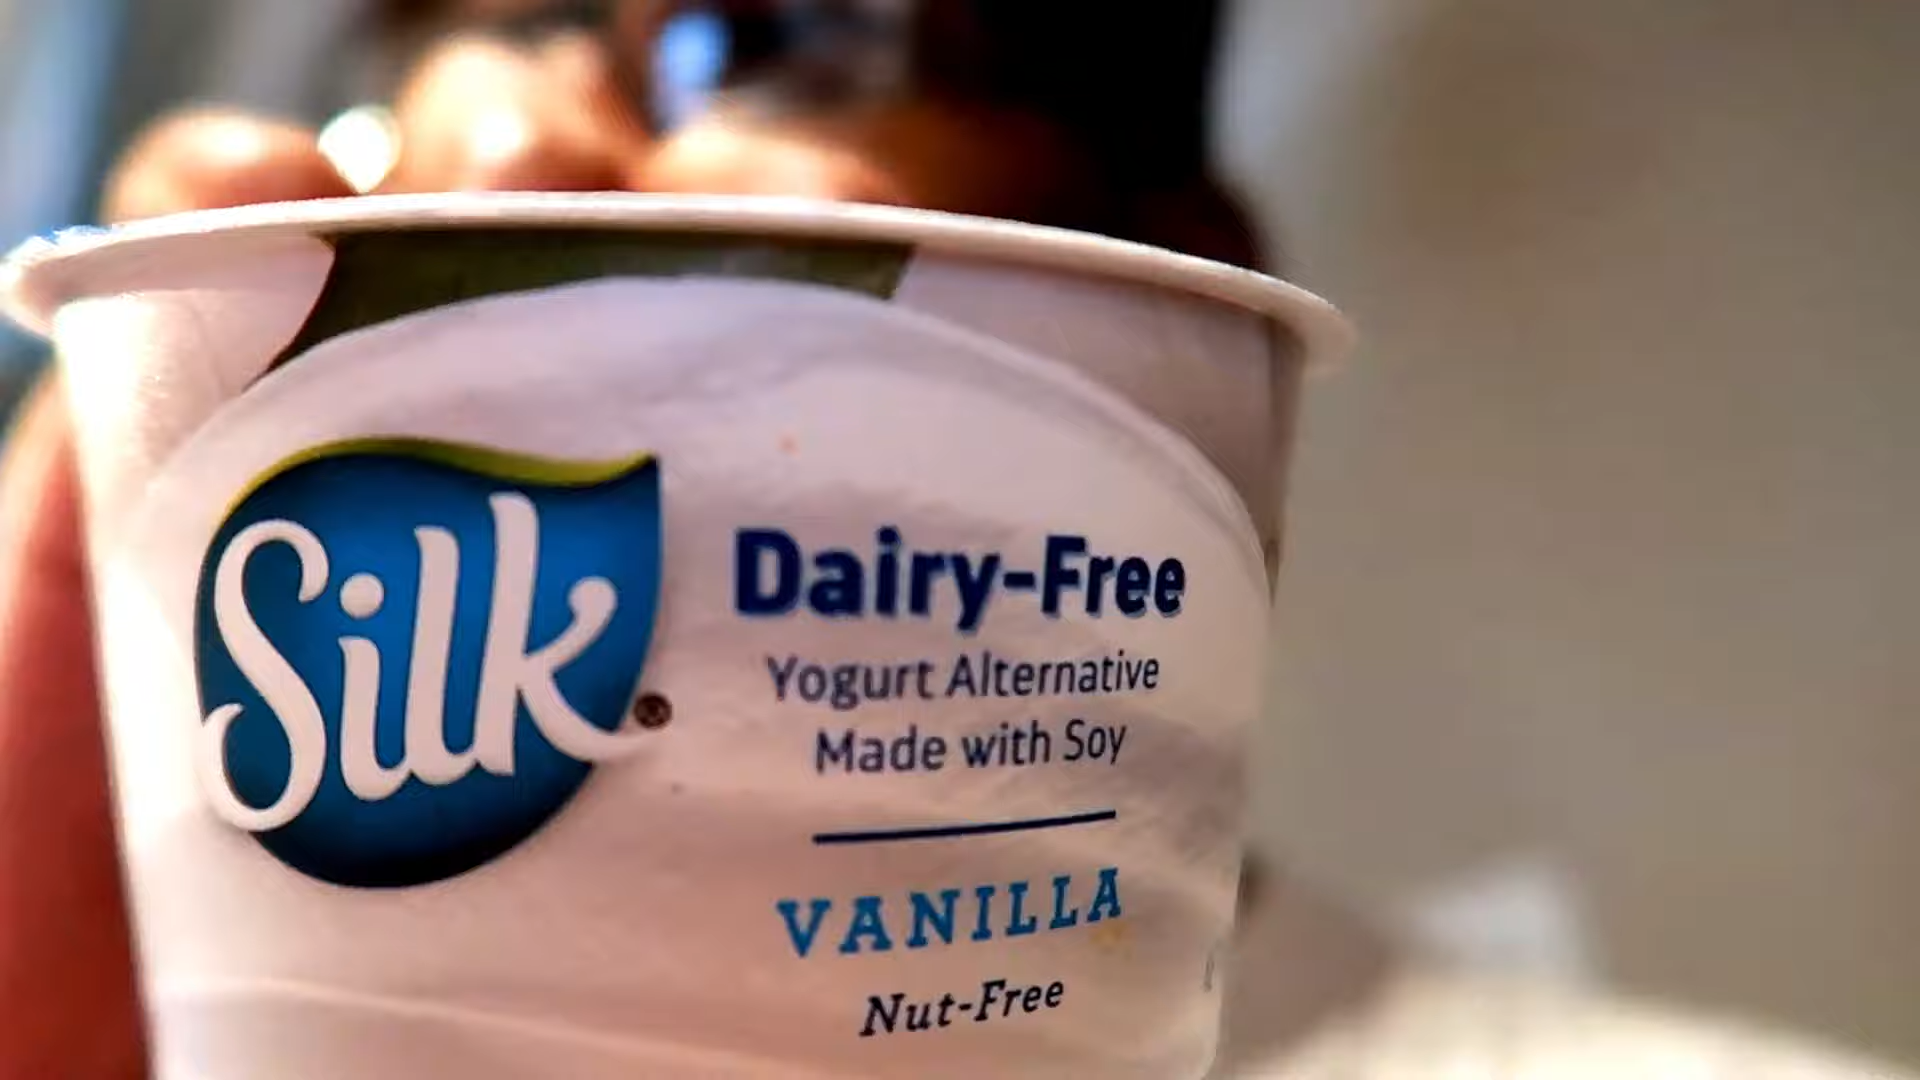 Silk®
Dairy-Free
Yogurt Alternative
Made with Soy
VANILLA
Nut-Free